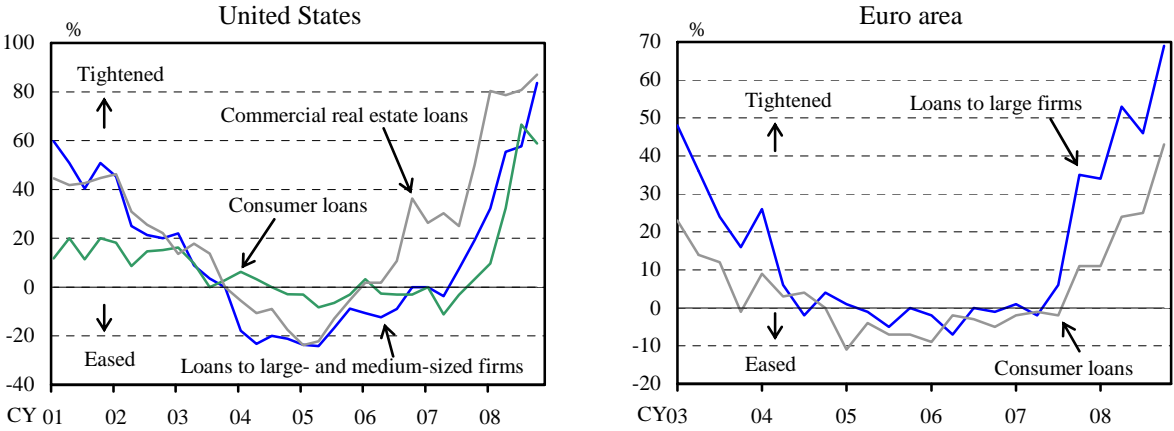 United States
%
100
80
60
40
20
0
-20
-40
Tightened
Commercial real estate loans
Consumer loans
Eased
Loans to large- and medium-sized firms
CY 01 02 03 04 05 06 07 08
Euro area
%
70
60
50
40
30
20
10
0
-10
-20
Loans to large firms
Tightened
Eased
Consumer loans
CY 03 04 05 06 07 08